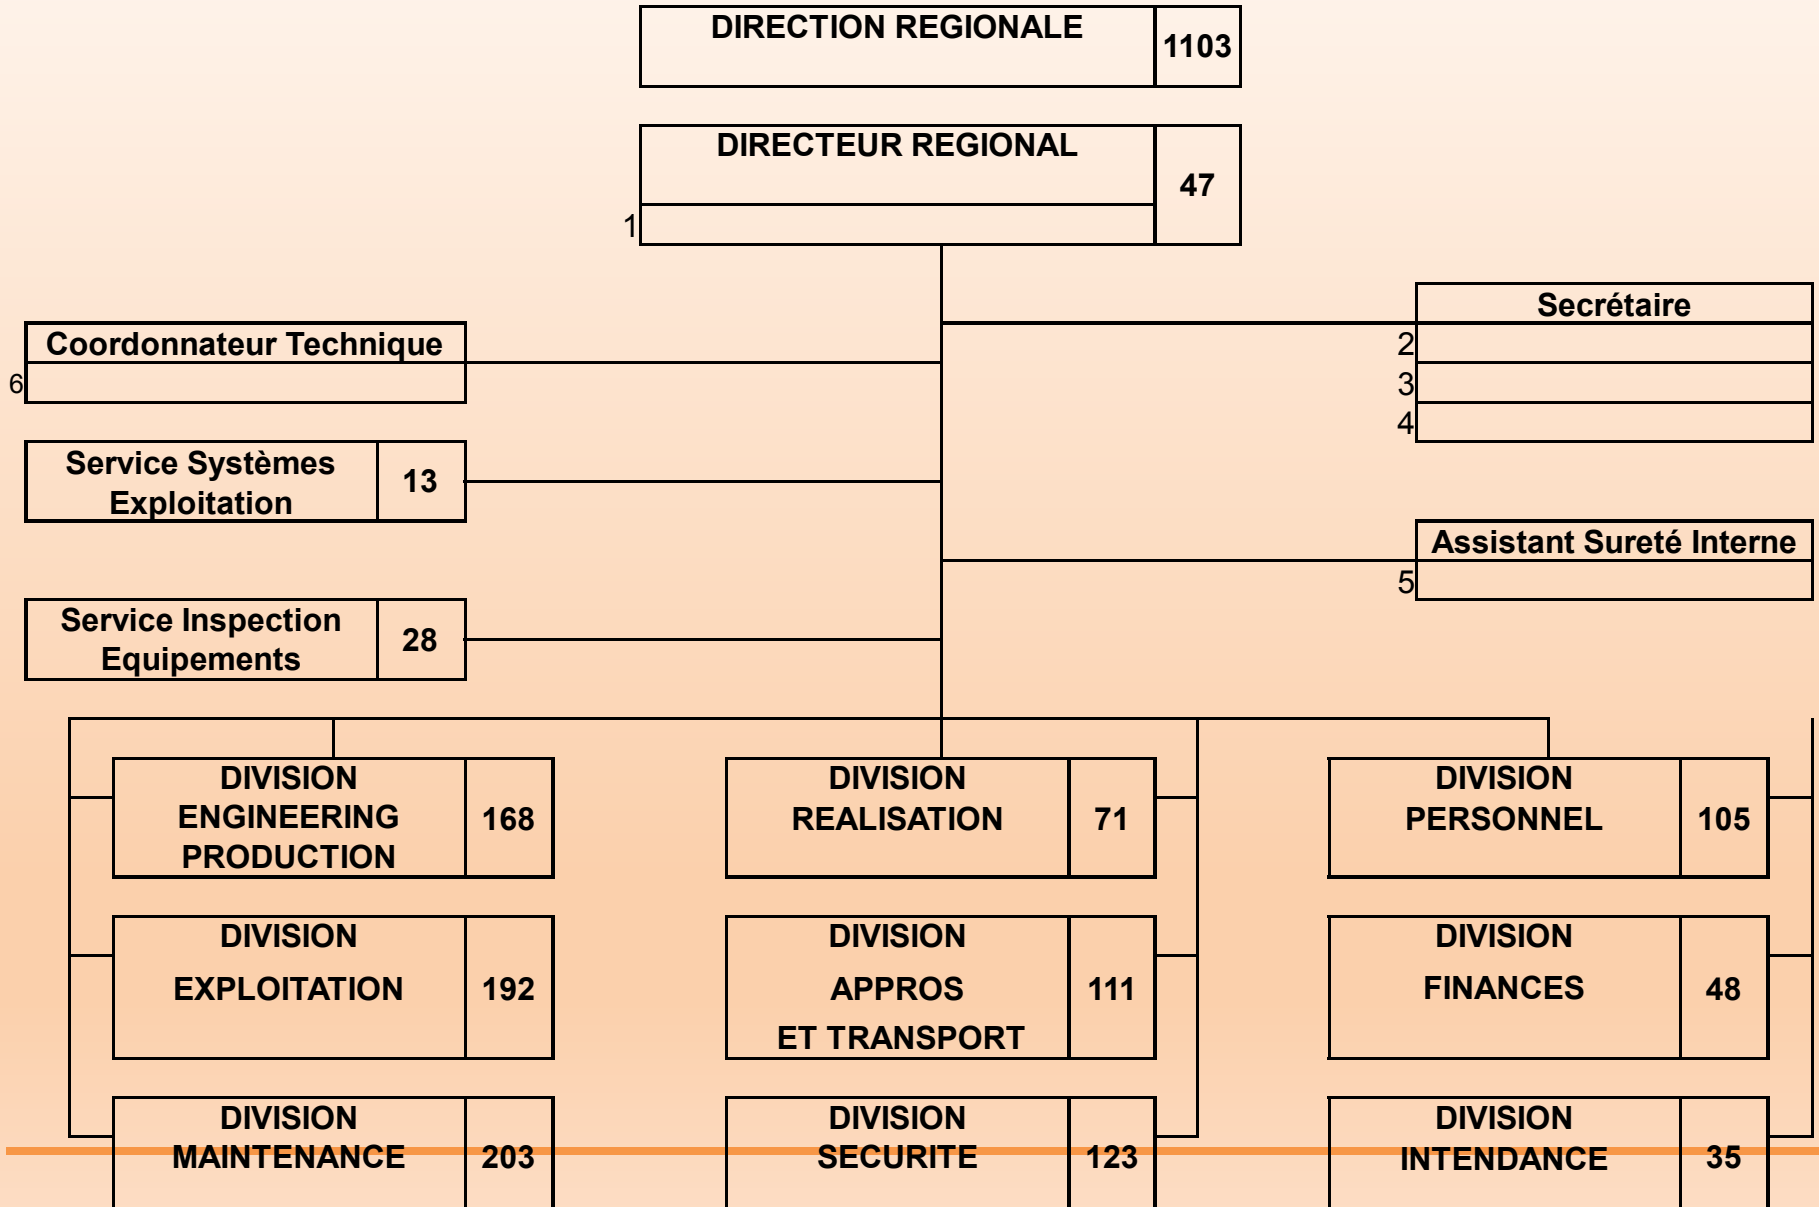 DIRECTION REGIONALE
1103
DIRECTEUR REGIONAL
47
1
Secrétaire
2
3
4
Coordonnateur Technique
6
Service Systèmes
Exploitation
13
Assistant Sureté Interne
5
Service Inspection
Equipements
28
DIVISION
ENGINEERING
PRODUCTION
168
DIVISION
REALISATION
71
DIVISION
PERSONNEL
105
DIVISION
EXPLOITATION
192
DIVISION
APPROS
ET TRANSPORT
111
DIVISION
FINANCES
48
DIVISION
MAINTENANCE
203
DIVISION
SECURITE
123
DIVISION
INTENDANCE
35